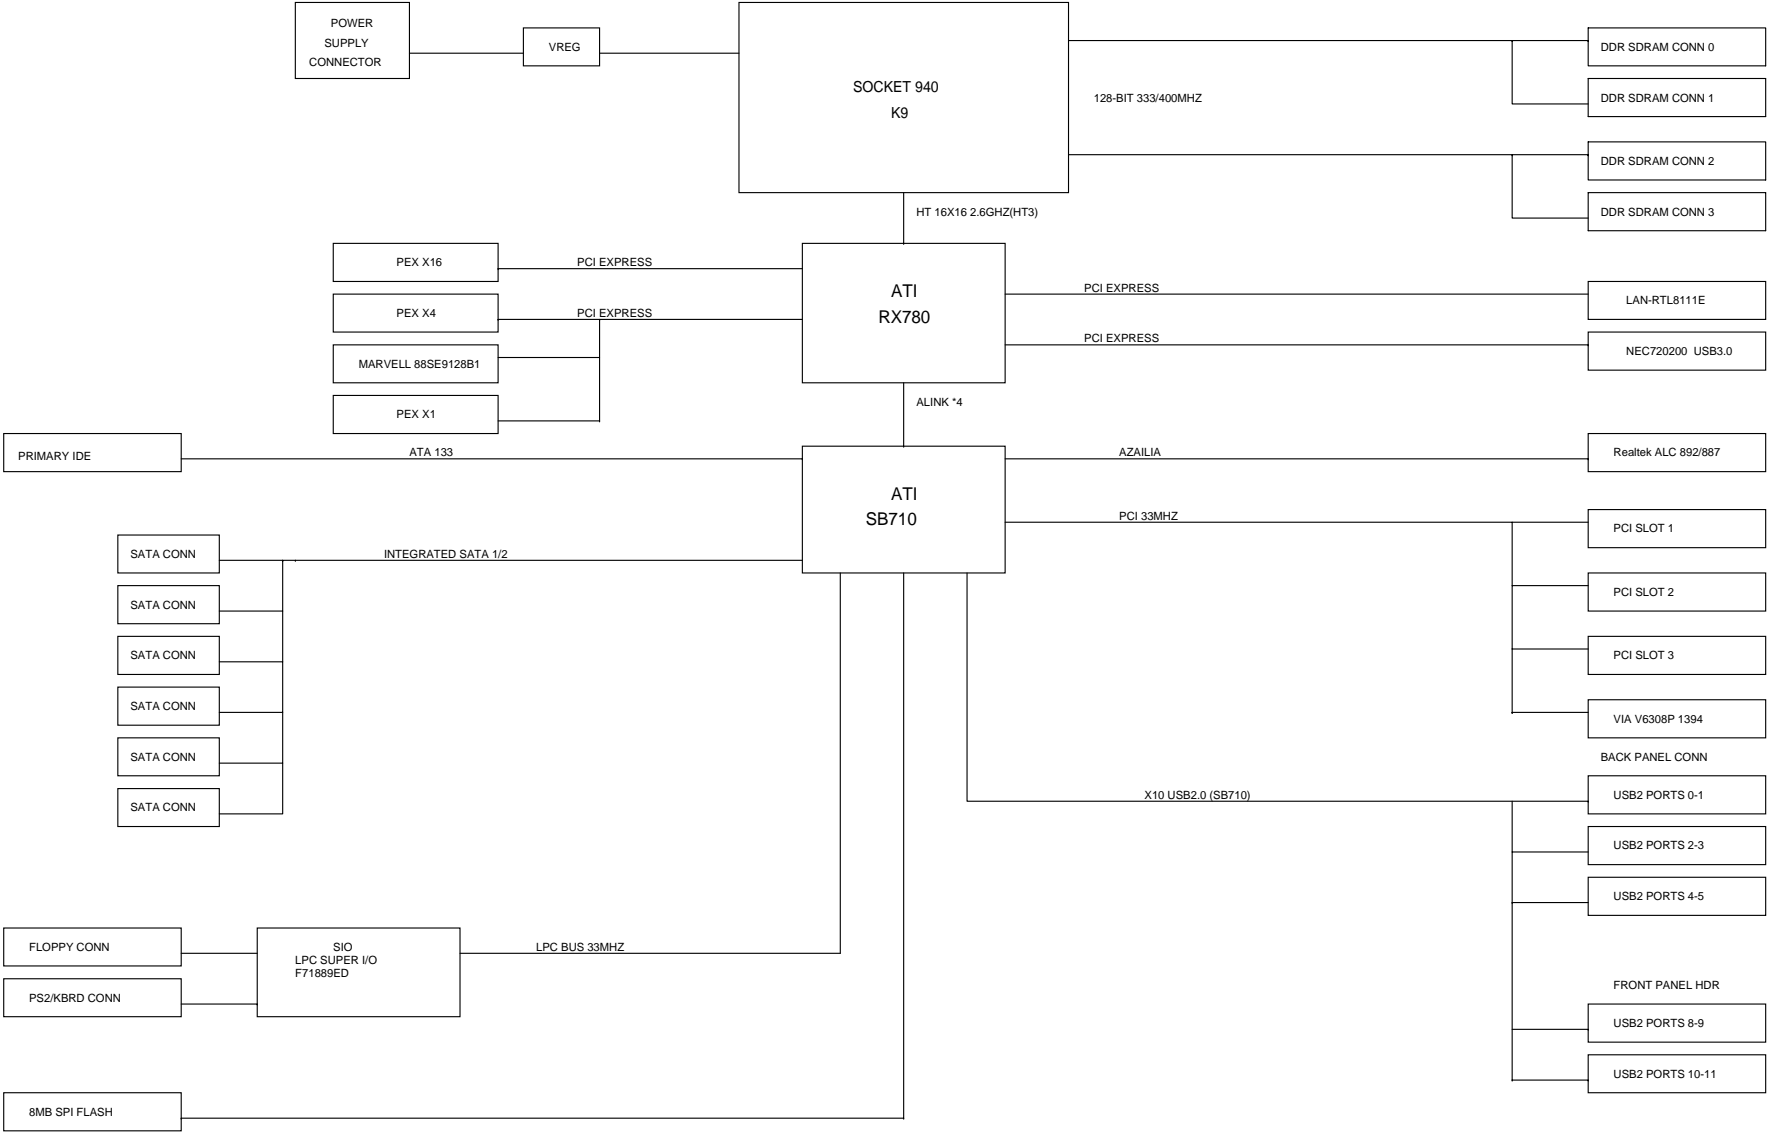 POWER
SUPPLY
CONNECTOR
VREG
SOCKET 940
K9
128-BIT 333/400MHZ
DDR SDRAM CONN 0
DDR SDRAM CONN 1
DDR SDRAM CONN 2
DDR SDRAM CONN 3
HT 16X16 2.6GHZ(HT3)
PEX X16
PCI EXPRESS
PEX X4
PCI EXPRESS
MARVELL 88SE9128B1
PEX X1
ATI
RX780
PCI EXPRESS
LAN-RTL8111E
PCI EXPRESS
NEC720200 USB3.0
ALINK *4
PRIMARY IDE
ATA 133
ATI
SB710
AZAILIA
Realtek ALC 892/887
PCI 33MHZ
PCI SLOT 1
PCI SLOT 2
PCI SLOT 3
VIA V6308P 1394
SATA CONN
INTEGRATED SATA 1/2
SATA CONN
SATA CONN
SATA CONN
SATA CONN
SATA CONN
BACK PANEL CONN
X10 USB2.0 (SB710)
USB2 PORTS 0-1
USB2 PORTS 2-3
USB2 PORTS 4-5
FLOPPY CONN
PS2/KBRD CONN
SIO
LPC SUPER I/O
F71889ED
LPC BUS 33MHZ
FRONT PANEL HDR
USB2 PORTS 8-9
USB2 PORTS 10-11
8MB SPI FLASH